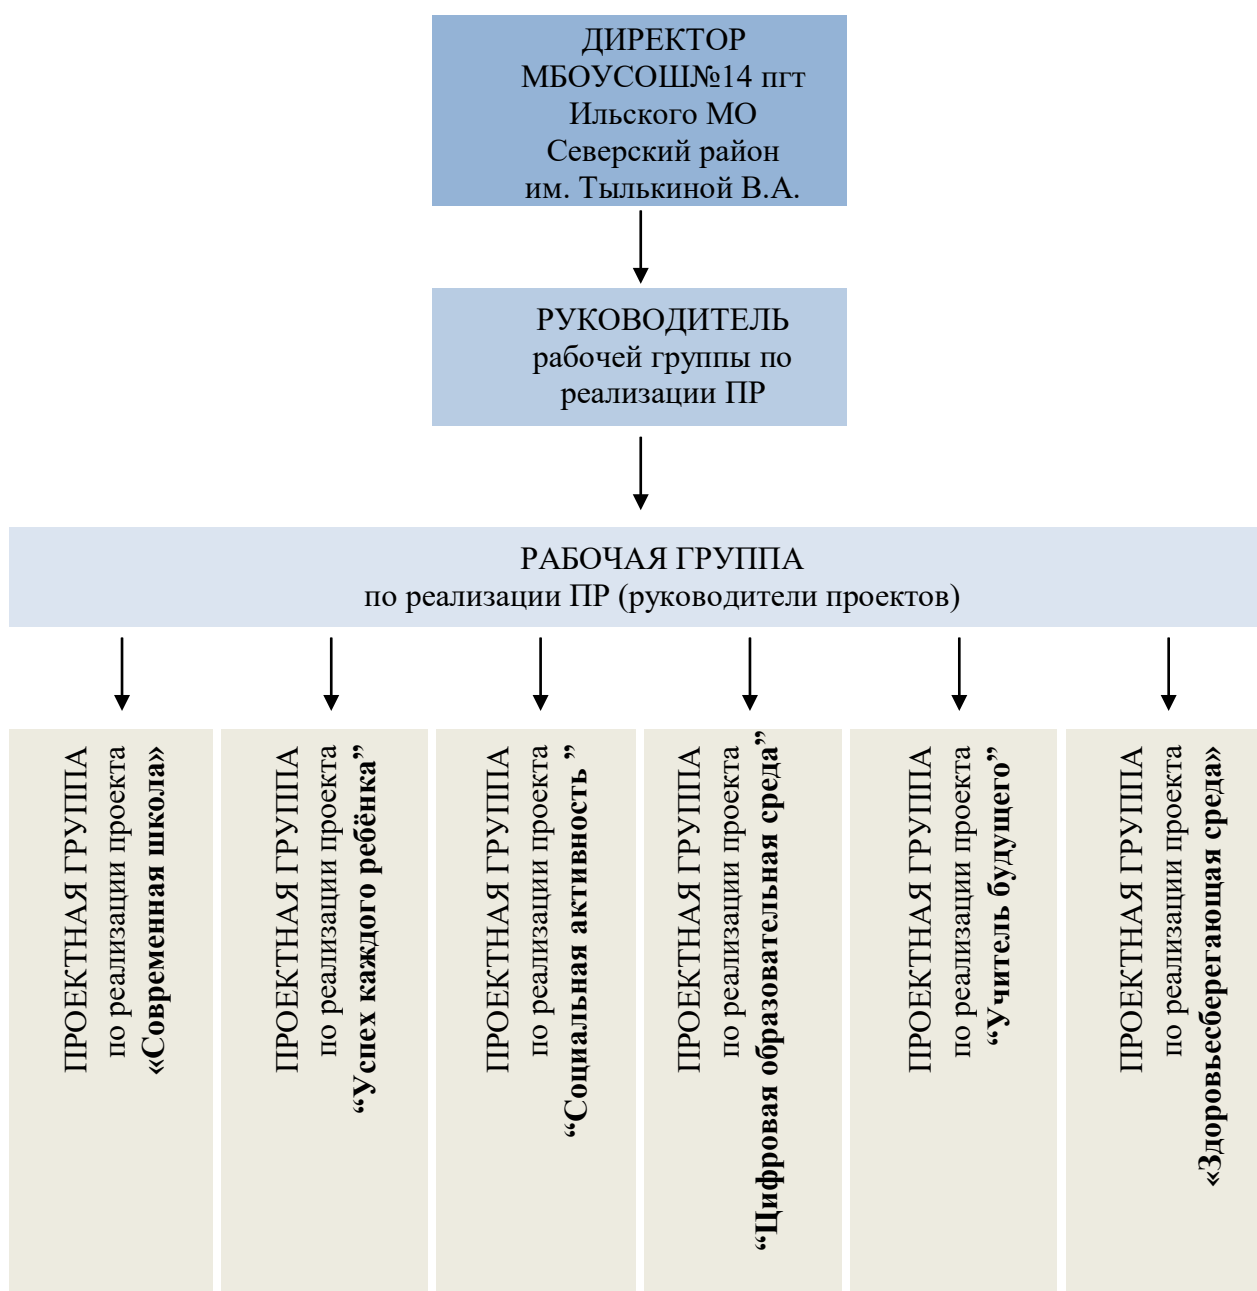 ДИРЕКТОР
МБОУСОШ№14 пгт
Ильского МО
Северский район
им. Тылькиной В.А.
РУКОВОДИТЕЛЬ
рабочей группы по
реализации ПР
РАБОЧАЯ ГРУППА
по реализации ПР (руководители проектов)
ПРОЕКТНАЯ ГРУППА
по реализации проекта
«Современная школа»
ПРОЕКТНАЯ ГРУППА
по реализации проекта
“Успех каждого ребёнка”
ПРОЕКТНАЯ ГРУППА
по реализации проекта
“Социальная активность ”
ПРОЕКТНАЯ ГРУППА
по реализации проекта
“Цифровая образовательная среда”
ПРОЕКТНАЯ ГРУППА
по реализации проекта
“Учитель будущего”
ПРОЕКТНАЯ ГРУППА
по реализации проекта
«Здоровьесберегающая среда»